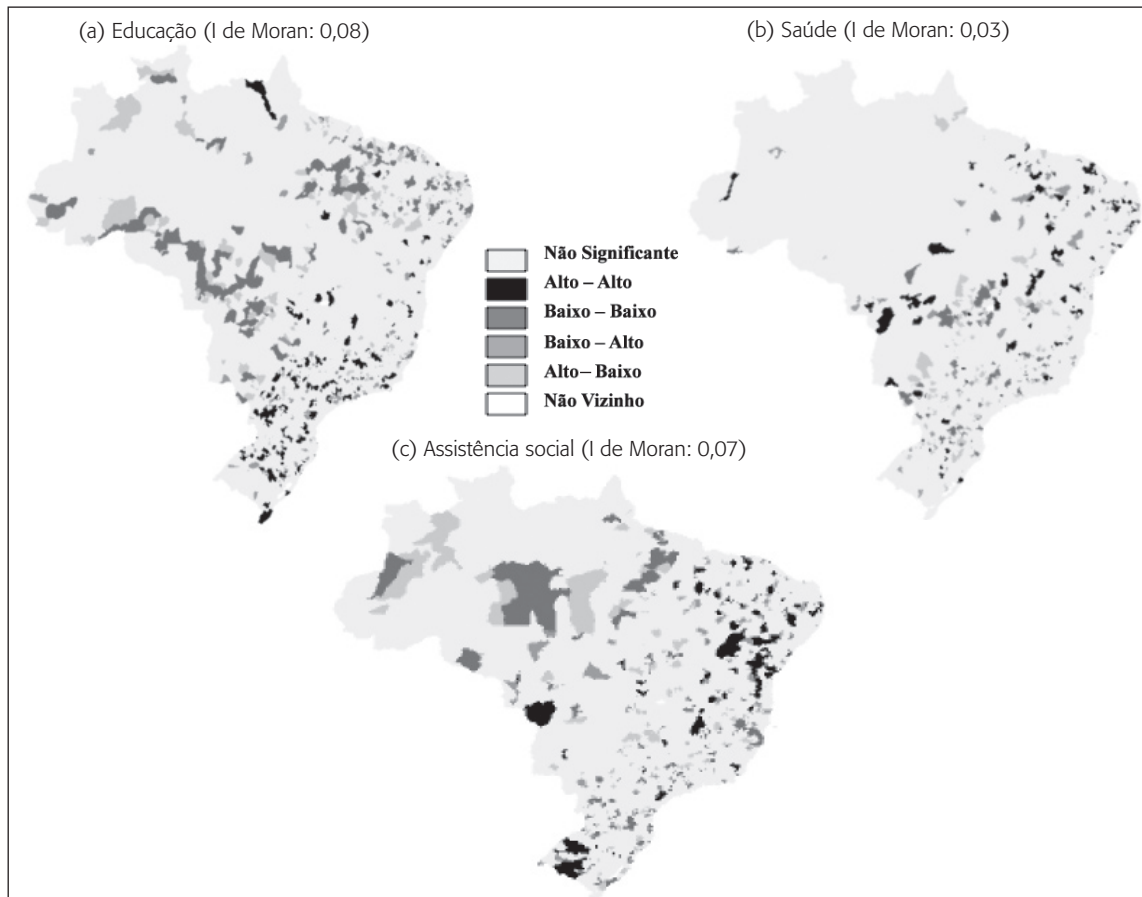 (a) Educação (I de Moran: 0,08)
(b) Saúde (I de Moran: 0,03)
Não Significante
Alto – Alto
Baixo – Baixo
Baixo – Alto
Alto– Baixo
Não Vizinho
(c) Assistência social (I de Moran: 0,07)